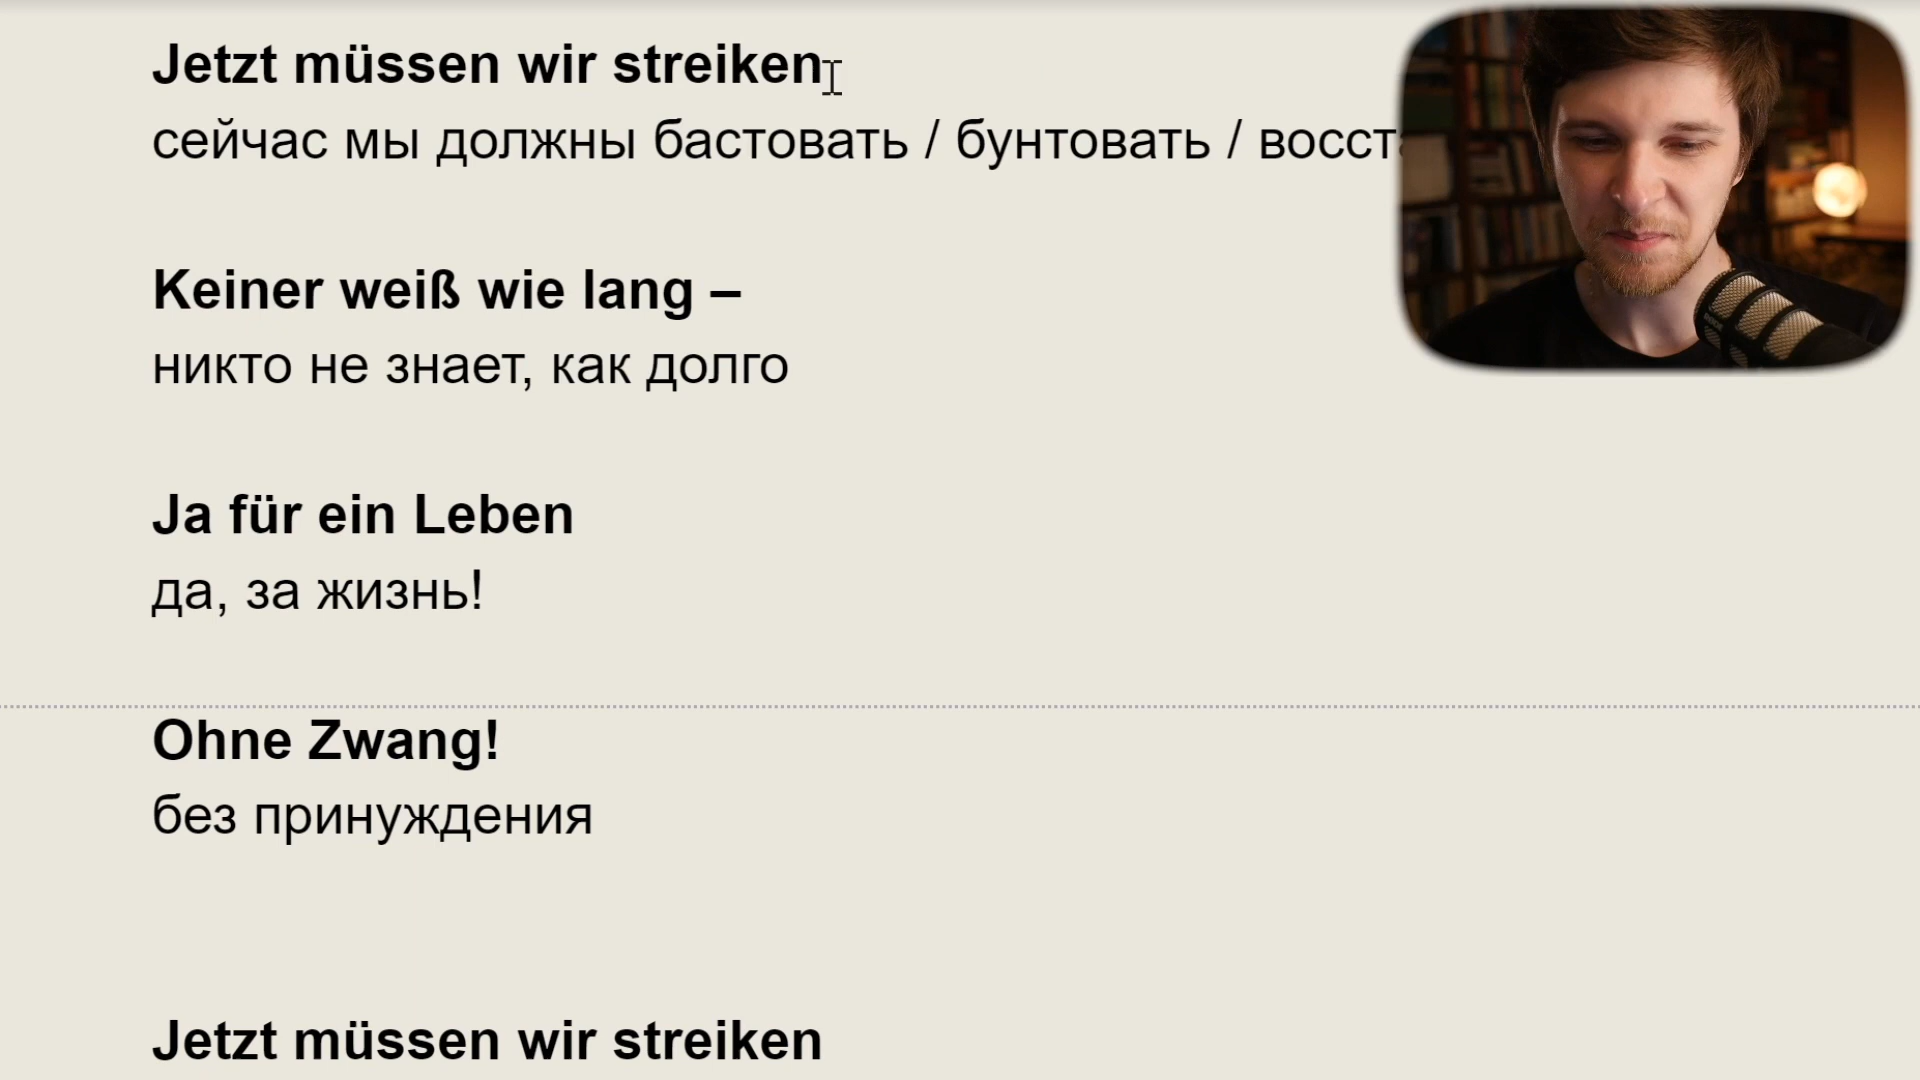 Jetzt müssen wir streiken
сейчас мы должны бастовать / бунтовать /
Keiner weiß wie lang –
никто не знает, как долго
Ja für ein Leben
да, за жизнь!
Ohne Zwang!
без принуждения
Jetzt müssen wir streiken